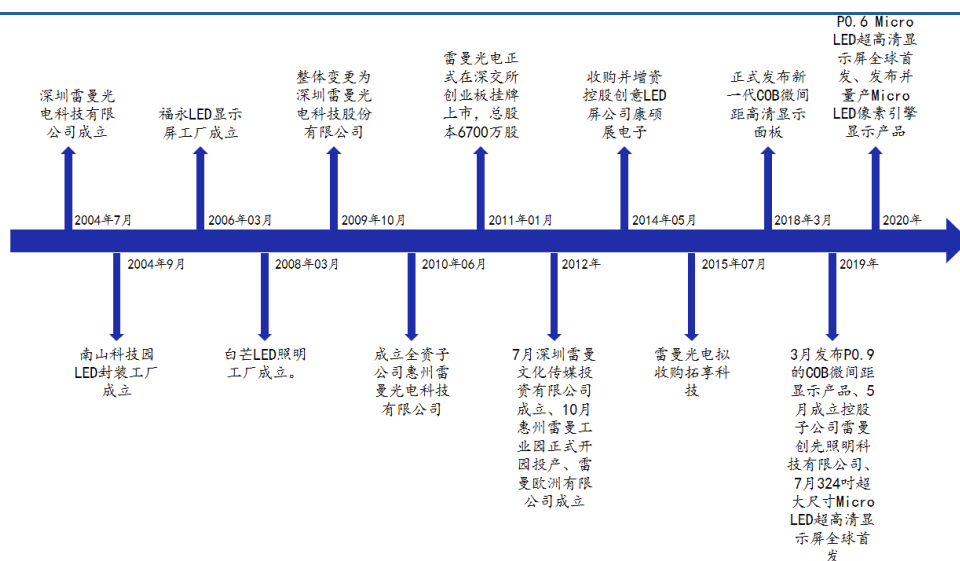 深圳雷曼光
电科技有限
公司成立
福永LED显示
屏工厂成立
整体变更为
深圳雷曼光
电科技股份
有限公司
雷曼光电正
式在深交所
创业板挂牌
上市，总股
本6700万股
收购并增资
控股创意LED
屏公司康硕
展电子
正式发布新
一代COB微间
距高清显示
面板
P0.6 Micro
LED超高清显
示屏全球首
发、发布并
量产Micro
LED像素引擎
显示产品
2004年7月
2006年03月
2009年10月
2011年01月
2014年05月
2018年3月
2020年
2004年9月
2008年03月
2010年06月
2012年
2015年07月
2019年
南山科技园
LED封装工厂
成立
白芒LED照明
工厂成立。
成立全资子
公司惠州雷
曼光电科技
有限公司
7月深圳雷曼
文化传媒投
资有限公司
成立、10月
惠州雷曼工
业园正式开
园投产、雷
曼欧洲有限
公司成立
雷曼光电拟
收购拓享科
技
3月发布P0.9
的COB微间距
显示产品、5
月成立控股
子公司雷曼
创先照明科
技有限公司、
7月324吋超
大尺寸Micro
LED超高清显
示屏全球首
发